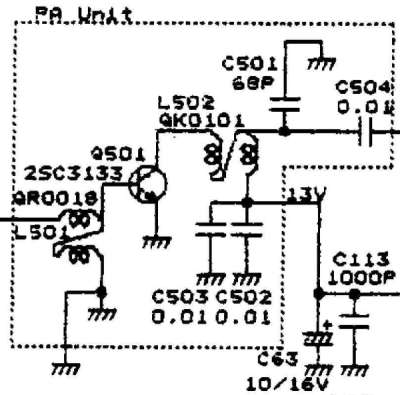 PA Unit
C501
68P
C504
0.01
L502
QK0101
Q501
2SC3133
QR0018
L501
13V
C503 C502
0.01 0.01
C113
1000P
+
C63
10/16V